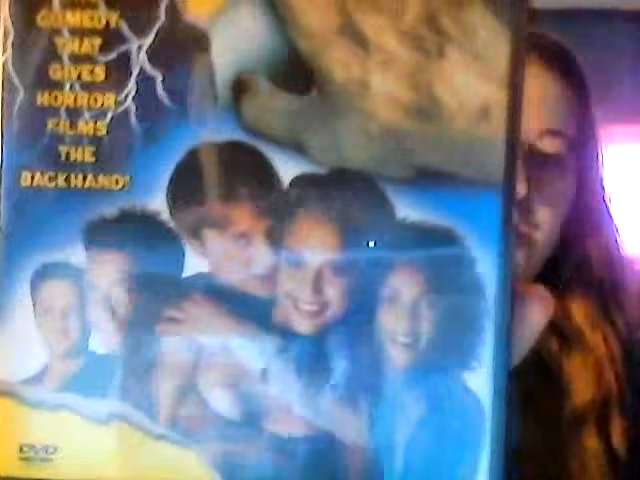 COMEDY
THAT
GIVES
HORROR
FILMS
THE
BACKHAND!
DVD